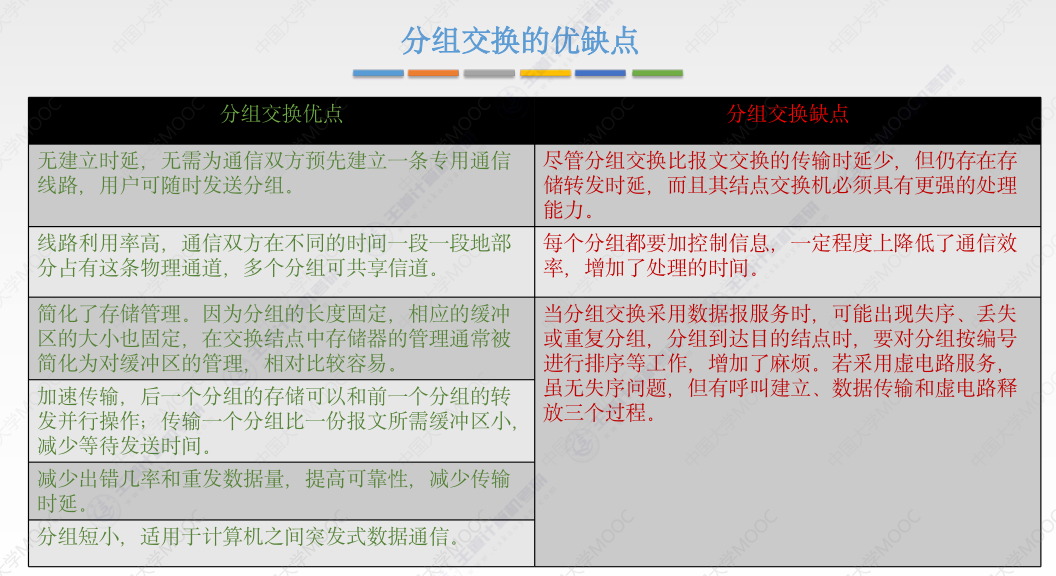 分组交换的优缺点
分组交换优点
分组交换缺点
无建立时延，无需为通信双方预先建立一条专用通信
线路，用户可随时发送分组。
尽管分组交换比报文交换的传输时延少，但仍存在存
储转发时延，而且其结点交换机必须具有更强的处理
能力。
线路利用率高，通信双方在不同的时间一段一段地部
分占有这条物理通道，多个分组可共享信道。
每个分组都要加控制信息，一定程度上降低了通信效
率，增加了处理的时间。
简化了存储管理。因为分组的长度固定，相应的缓冲
区的大小也固定，在交换结点中存储器的管理通常被
简化为对缓冲区的管理，相对比较容易。
当分组交换采用数据报服务时，可能出现失序、丢失
或重复分组，分组到达目的结点时，要对分组按编号
进行排序等工作，增加了麻烦。若采用虚电路服务，
虽无失序问题，但有呼叫建立、数据传输和虚电路释
放三个过程。
加速传输，后一个分组的存储可以和前一个分组的转
发并行操作；传输一个分组比一份报文所需缓冲区小，
减少等待发送时间。
减少出错几率和重发数据量，提高可靠性，减少传输
时延。
分组短小，适用于计算机之间突发式数据通信。